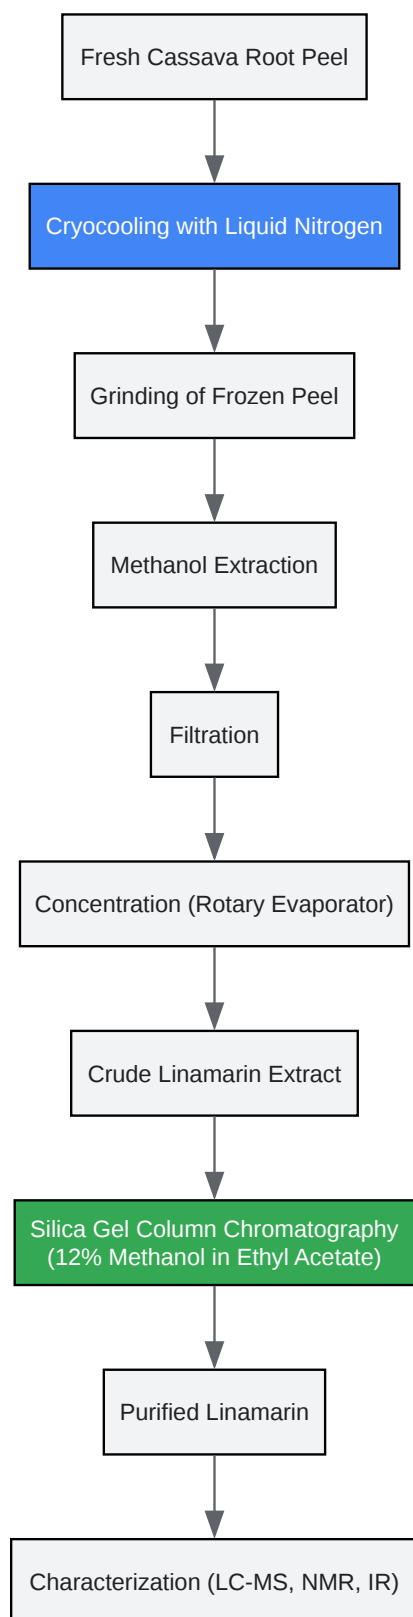 Fresh Cassava Root Peel
Cryocooling with Liquid Nitrogen
Grinding of Frozen Peel
Methanol Extraction
Filtration
Concentration (Rotary Evaporator)
Crude Linamarin Extract
Silica Gel Column Chromatography
(12% Methanol in Ethyl Acetate)
Purified Linamarin
Characterization (LC-MS, NMR, IR)